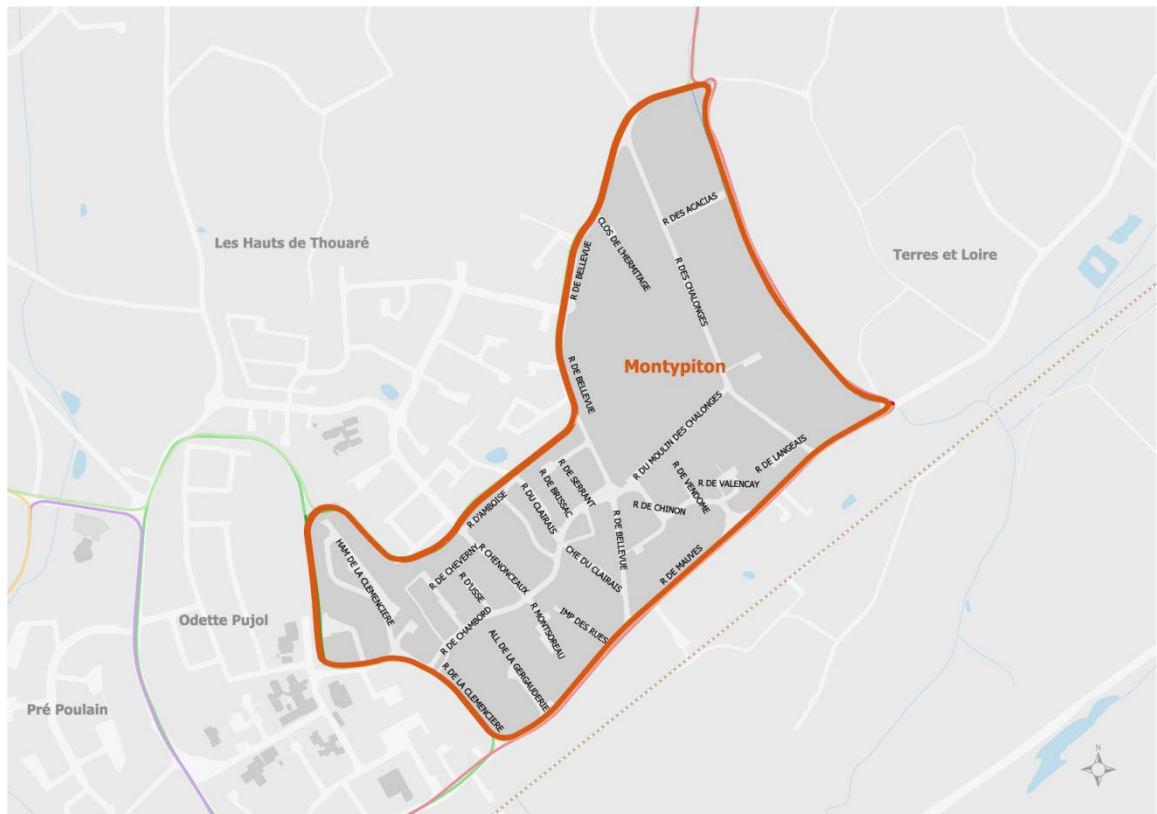 R DES ACACIAS
CLOS DE L'HERMITAGE
Les Hauts de Thouaré
Terres et Loire
R DE BELLEVUE
R DES CHALONGES
Montypiton
R DE BELLEVUE
R DU MOULIN DES CHALONGES
R DE LANGEAIS
R DE SERRANT
R DE BRISSAC
R DU CLAIRAIS
R D'AMBOISE
R DE VENDOME
R DE VALENCAY
R DE CHINON
R DE BELLEVUE
HAM DE LA CLEMENCIERE
R DE CHEVERNY
R CHENONCEAUX
CHE DU CLAIRAIS
R DE MAUVES
R D'USSE
R DE CHAMBORD
R MONTSOREAU
IMP DES RUES
Odette Pujol
ALL DE LA GERGAUDERIE
R DE LA CLEMENCIERE
Pré Poulain
N